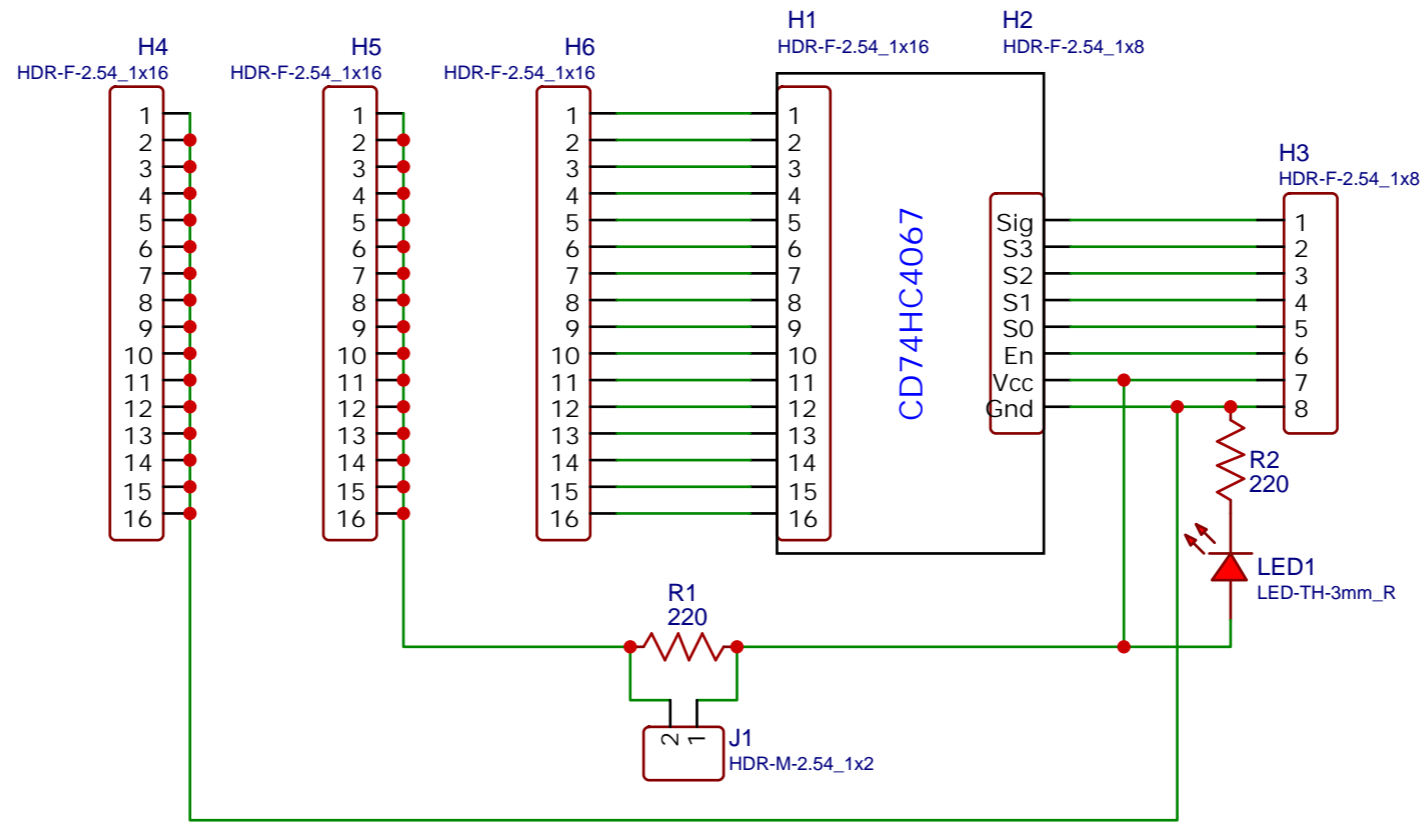 H4
HDR-F-2.54_1x16
1
2
3
4
5
6
7
8
9
10
11
12
13
14
15
16
H5
HDR-F-2.54_1x16
1
2
3
4
5
6
7
8
9
10
11
12
13
14
15
16
H6
HDR-F-2.54_1x16
1
2
3
4
5
6
7
8
9
10
11
12
13
14
15
16
H1
HDR-F-2.54_1x16
1
2
3
4
5
6
7
8
9
10
11
12
13
14
15
16
CD74HC4067
H2
HDR-F-2.54_1x8
Sig
S3
S2
S1
S0
En
Vcc
Gnd
H3
HDR-F-2.54_1x8
1
2
3
4
5
6
7
8
R2
220
LED1
LED-TH-3mm_R
R1
220
2
1
J1
HDR-M-2.54_1x2